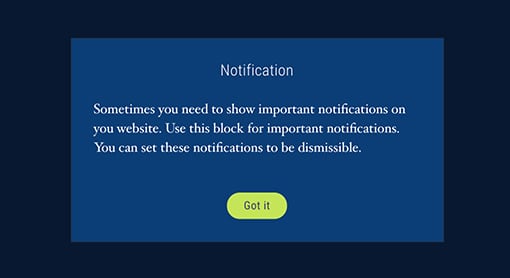 Notification
Sometimes you need to show important notifications on
you website. Use this block for important notifications.
You can set these notifications to be dismissible.
Got it